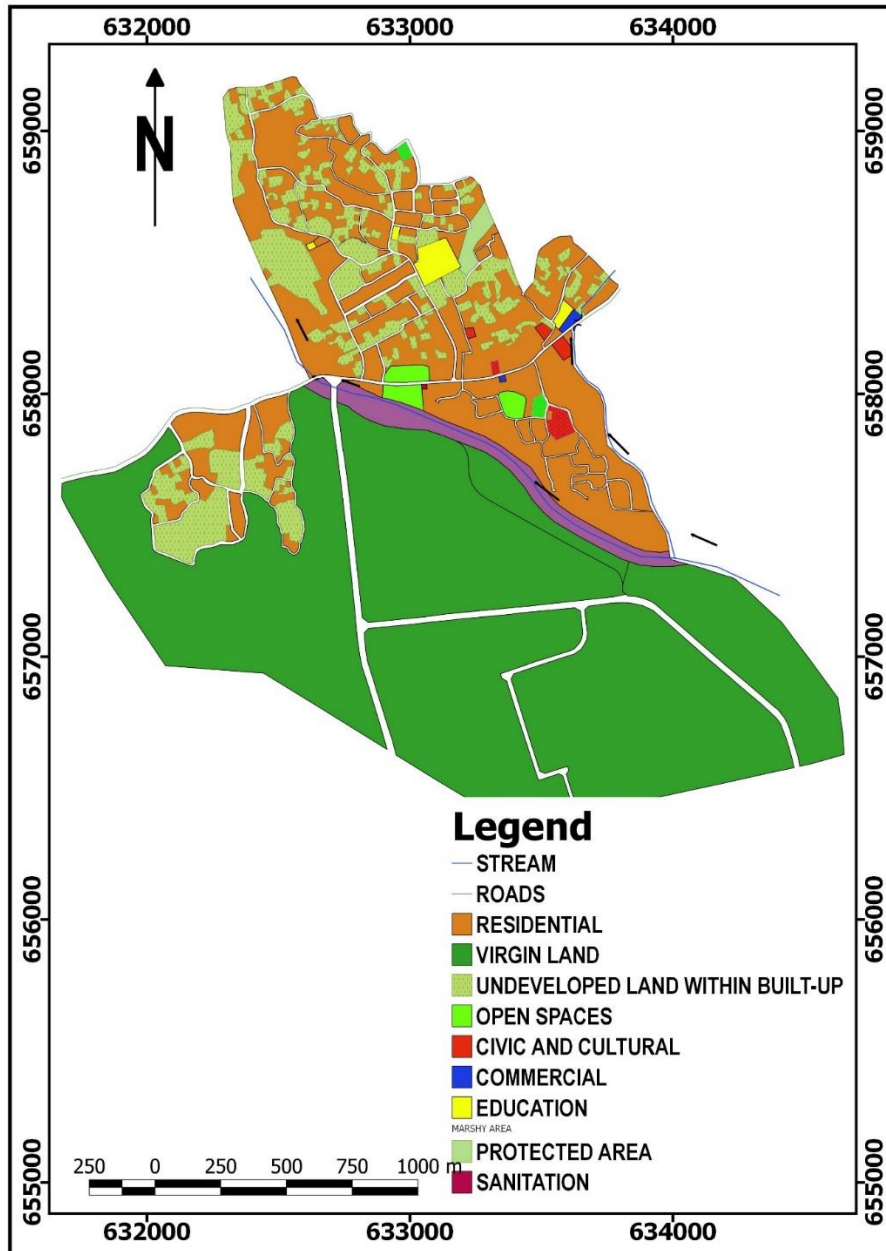 632000 633000 634000
659000 659000
N
658000 658000
657000 657000
656000 656000
655000 655000
Legend
STREAM
ROADS
RESIDENTIAL
VIRGIN LAND
UNDEVELOPED LAND WITHIN BUILT-UP
OPEN SPACES
CIVIC AND CULTURAL
COMMERCIAL
EDUCATION
MARSHY AREA
PROTECTED AREA
SANITATION
250 0 250 500 750 1000 m
632000 633000 634000